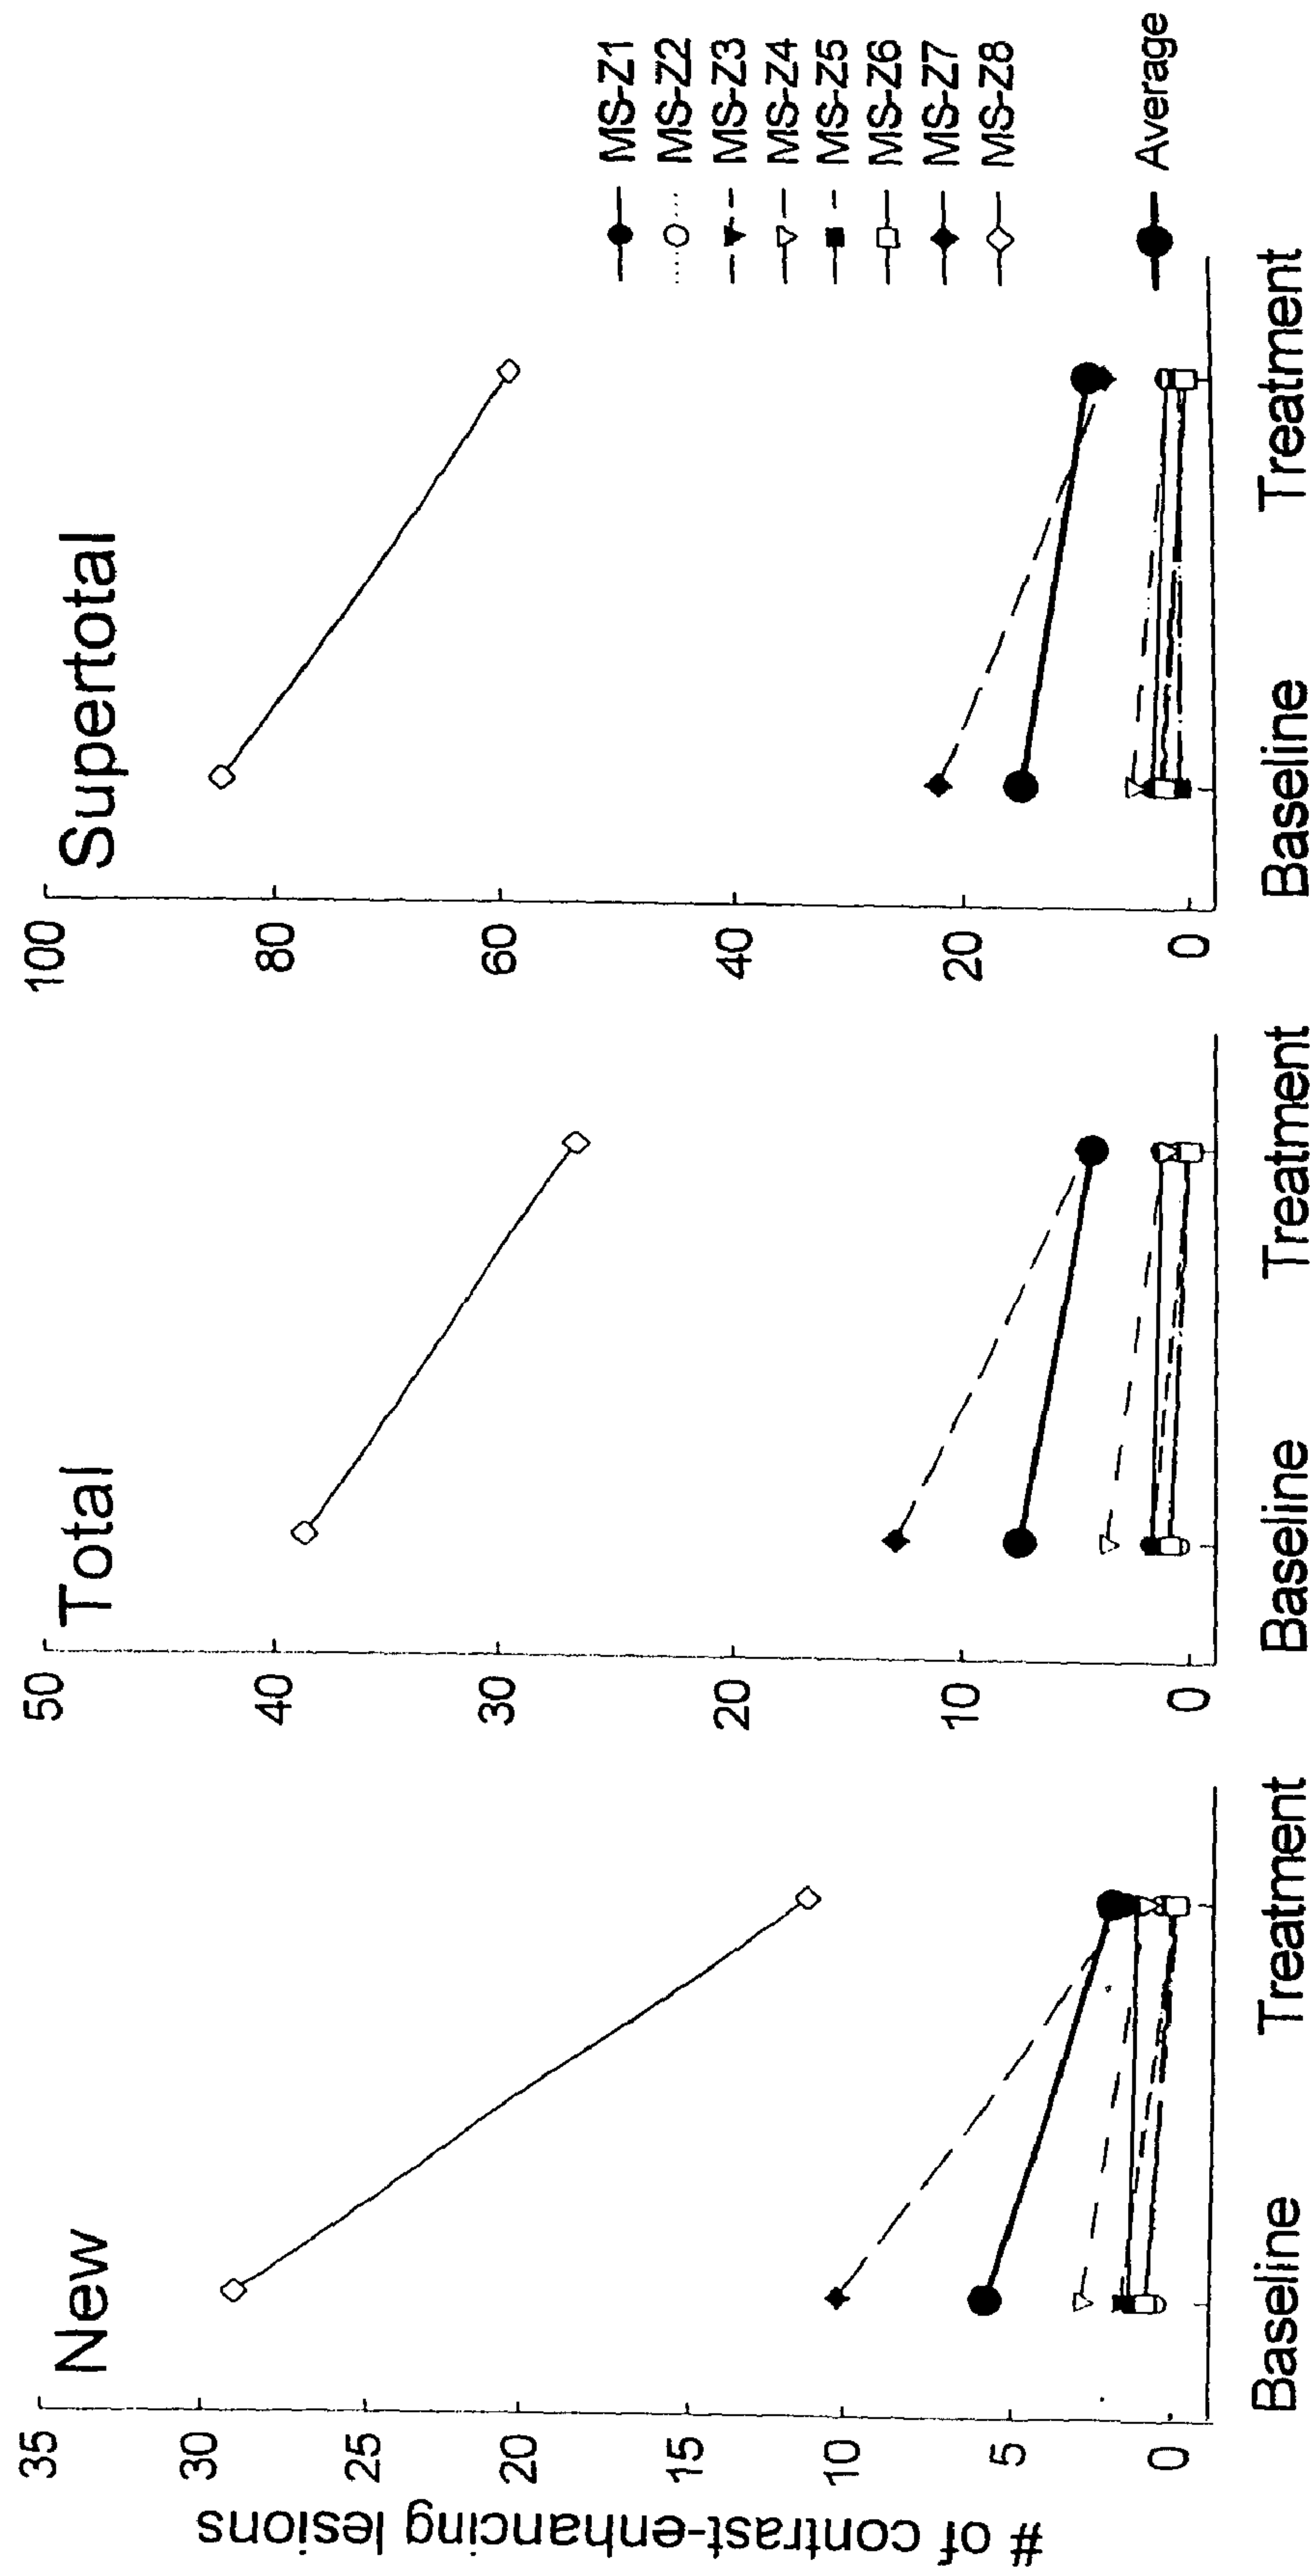 # of contrast-enhancing lesions
New
35
30
25
20
15
10
5
0
Baseline
Treatment
Total
50
40
30
20
10
0
Baseline
Treatment
Supertotal
100
80
60
40
20
0
Baseline
Treatment
MS-Z1
MS-Z2
MS-Z3
MS-Z4
MS-Z5
MS-Z6
MS-Z7
MS-Z8
Average